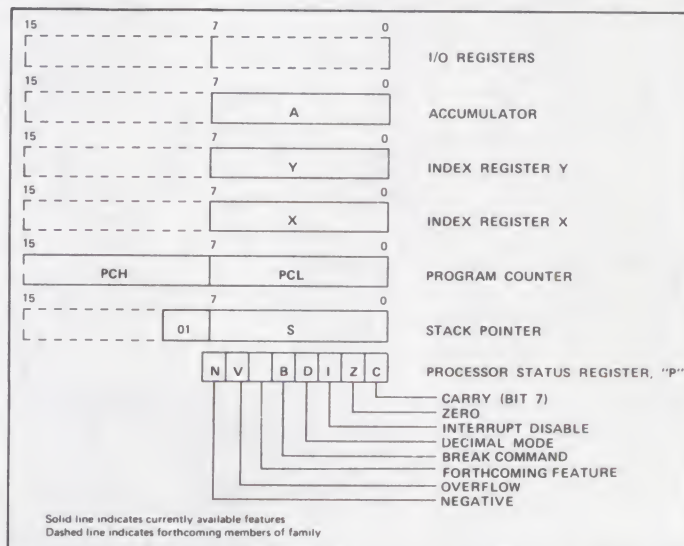 15 7 0
I/O REGISTERS
15 7 0
A ACCUMULATOR
15 7 0
Y INDEX REGISTER Y
15 7 0
X INDEX REGISTER X
15 7 0
PCH PCL PROGRAM COUNTER
15 7 0
01 S STACK POINTER
N V B D I Z C PROCESSOR STATUS REGISTER, "P"
CARRY (BIT 7)
ZERO
INTERRUPT DISABLE
DECIMAL MODE
BREAK COMMAND
FORTHCOMING FEATURE
OVERFLOW
NEGATIVE
Solid line indicates currently available features
Dashed line indicates forthcoming members of family